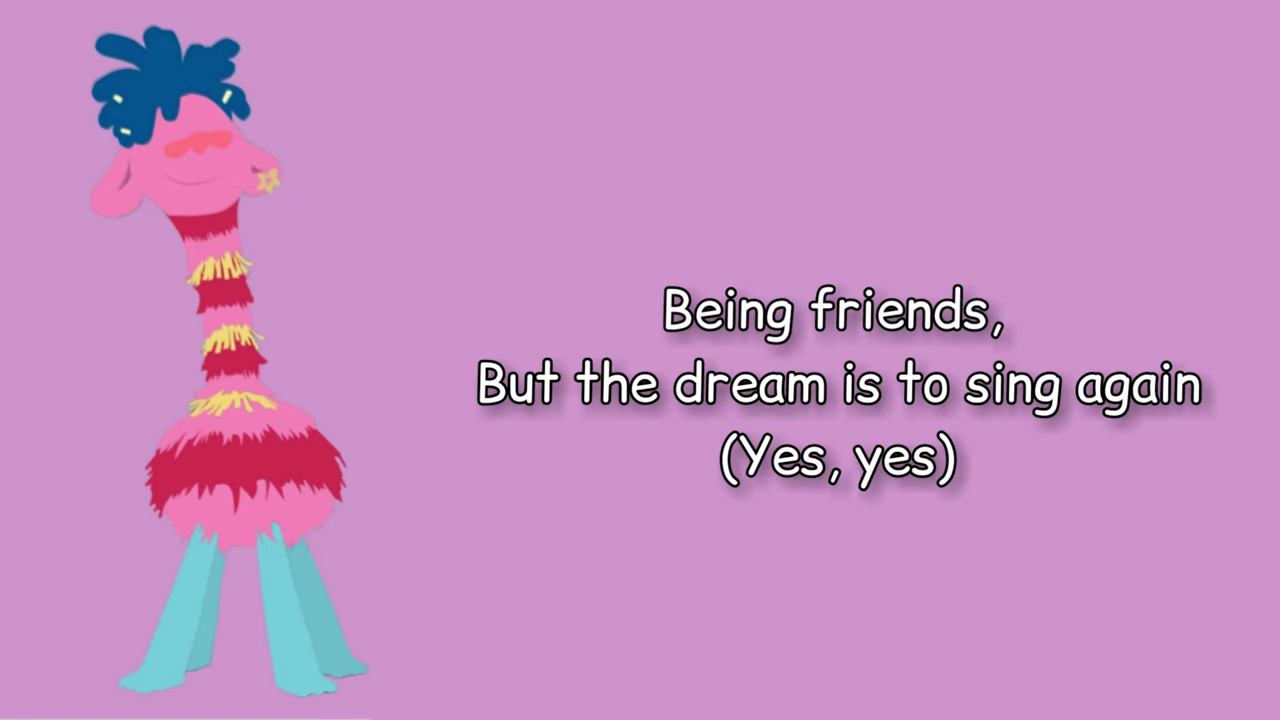 Being friends,
But the dream is to sing again
(Yes, yes)